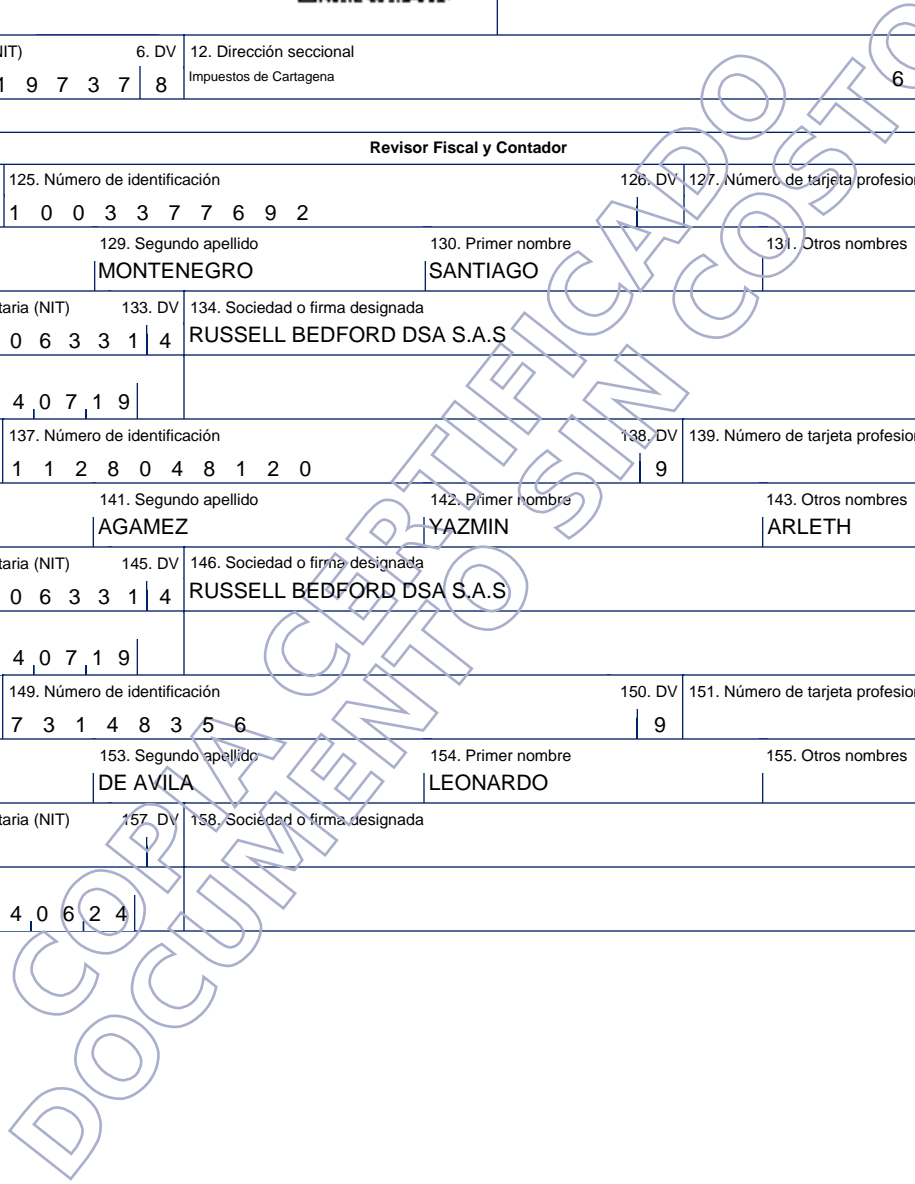 NIT) 6. DV 12. Dirección seccional
1 9 7 3 7 8 Impuestos de Cartagena 6
Revisor Fiscal y Contador
125. Número de identificación 126. DV 127. Número de tarjeta profesion
1 0 0 3 3 7 7 6 9 2
129. Segundo apellido 130. Primer nombre 131. Otros nombres
MONTENEGRO SANTIAGO
taria (NIT) 133. DV 134. Sociedad o firma designada
0 6 3 3 1 4 RUSSELL BEDFORD DSA S.A.S
4 0 7 1 9
137. Número de identificación 138. DV 139. Número de tarjeta profesion
1 1 2 8 0 4 8 1 2 0 9
141. Segundo apellido 142. Primer nombre 143. Otros nombres
AGAMEZ YAZMIN ARLETH
taria (NIT) 145. DV 146. Sociedad o firma designada
0 6 3 3 1 4 RUSSELL BEDFORD DSA S.A.S
4 0 7 1 9
149. Número de identificación 150. DV 151. Número de tarjeta profesion
7 3 1 4 8 3 5 6 9
153. Segundo apellido 154. Primer nombre 155. Otros nombres
DE AVILA LEONARDO
taria (NIT) 157. DV 158. Sociedad o firma designada
4 0 6 2 4
COPIA CERTIFICADO
DOCUMENTO SIN COSTO